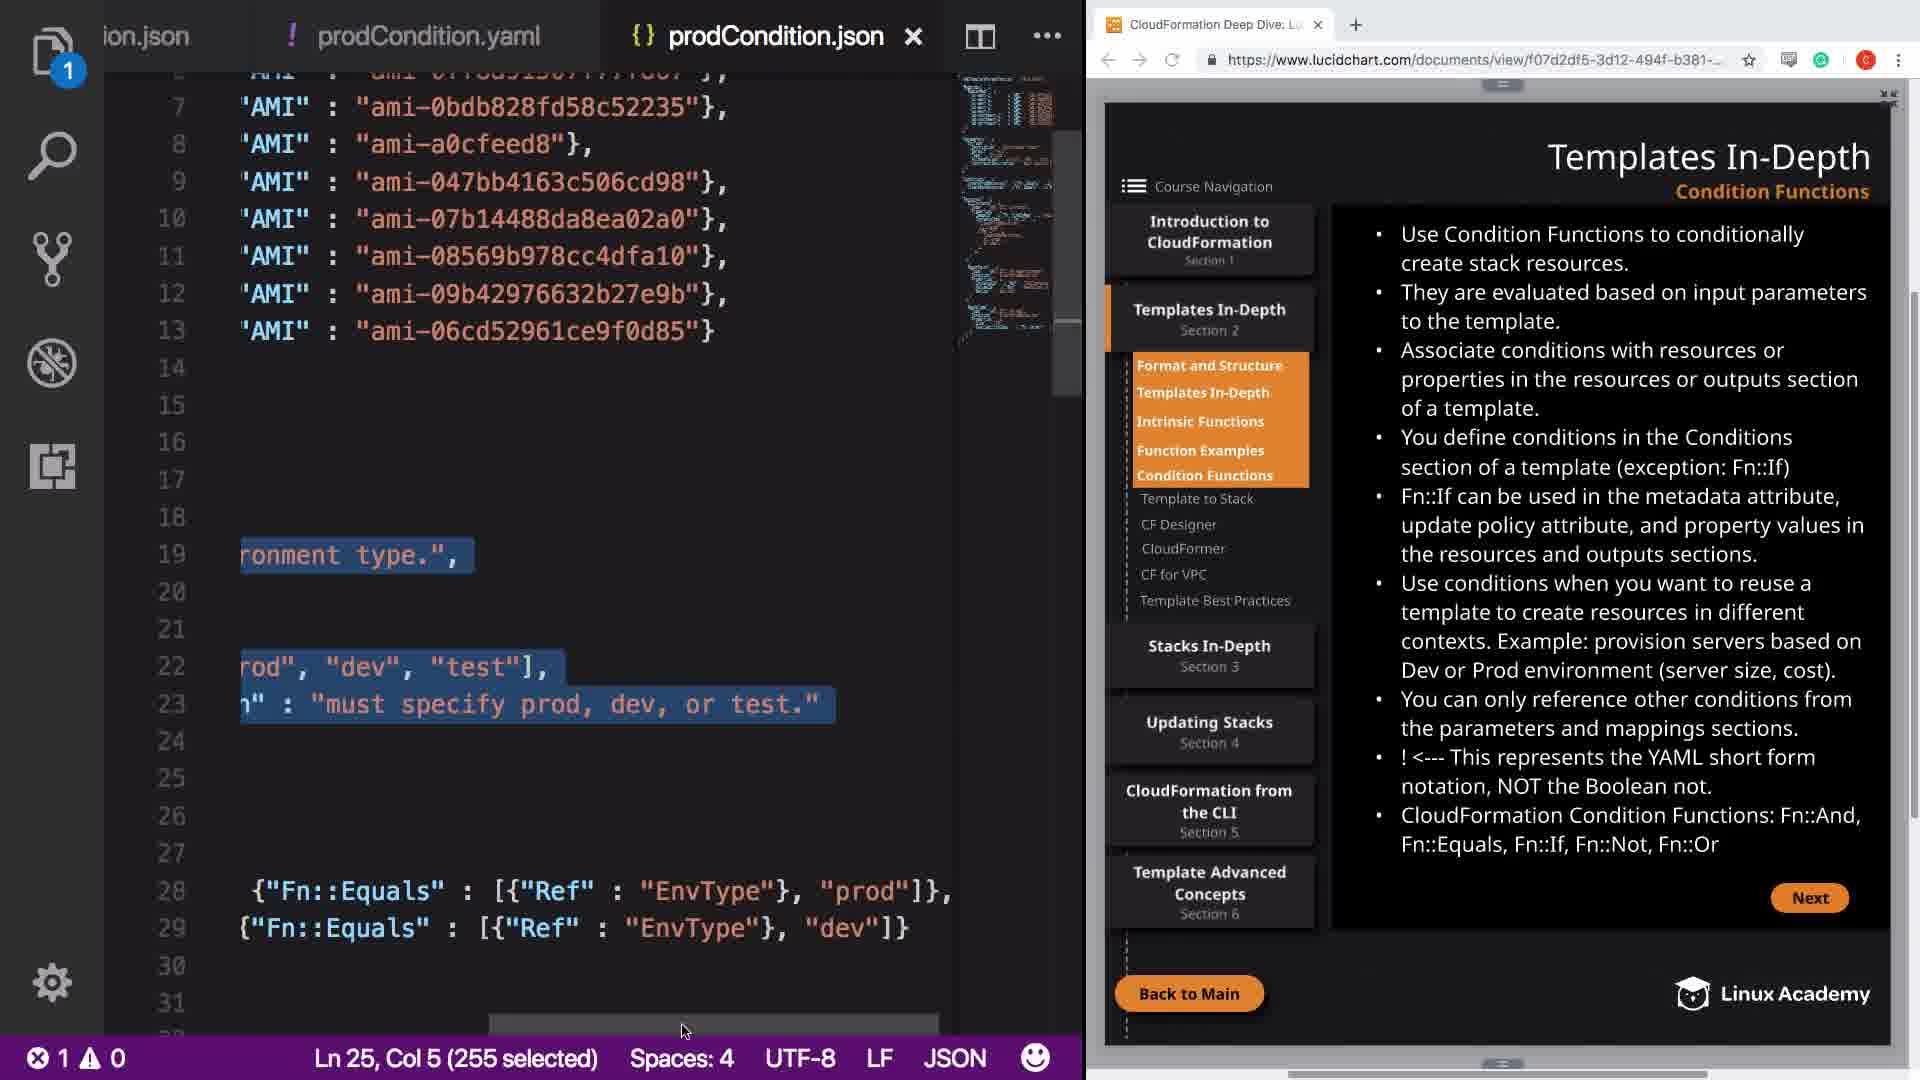 ion.json
! prodCondition.yaml
{} prodCondition.json
7 "AMI" : "ami-0bdb828fd58c52235"},
8 "AMI" : "ami-a0cfeed8"},
9 "AMI" : "ami-047bb4163c506cd98"},
10 "AMI" : "ami-07b14488da8ea02a0"},
11 "AMI" : "ami-08569b978cc4dfa10"},
12 "AMI" : "ami-09b42976632b27e9b"},
13 "AMI" : "ami-06cd52961ce9f0d85"}
14
15
16
17
18
19 ronment type.",
20
21
22 rod", "dev", "test"],
23 n" : "must specify prod, dev, or test."
24
25
26
27
28 {"Fn::Equals" : [{"Ref" : "EnvType"}, "prod"]},
29 {"Fn::Equals" : [{"Ref" : "EnvType"}, "dev"]}
30
31
1
1 0
Ln 25, Col 5 (255 selected)
Spaces: 4
UTF-8
LF
JSON
CloudFormation Deep Dive: Lu
https://www.lucidchart.com/documents/view/f07d2df5-3d12-494f-b381-...
C
Templates In-Depth
Condition Functions
Course Navigation
Introduction to
CloudFormation
Section 1
Templates In-Depth
Section 2
Format and Structure
Templates In-Depth
Intrinsic Functions
Function Examples
Condition Functions
Template to Stack
CF Designer
CloudFormer
CF for VPC
Template Best Practices
Stacks In-Depth
Section 3
Updating Stacks
Section 4
CloudFormation from
the CLI
Section 5
Template Advanced
Concepts
Section 6
Back to Main
• Use Condition Functions to conditionally
create stack resources.
• They are evaluated based on input parameters
to the template.
• Associate conditions with resources or
properties in the resources or outputs section
of a template.
• You define conditions in the Conditions
section of a template (exception: Fn::If)
• Fn::If can be used in the metadata attribute,
update policy attribute, and property values in
the resources and outputs sections.
• Use conditions when you want to reuse a
template to create resources in different
contexts. Example: provision servers based on
Dev or Prod environment (server size, cost).
• You can only reference other conditions from
the parameters and mappings sections.
• ! <--- This represents the YAML short form
notation, NOT the Boolean not.
• CloudFormation Condition Functions: Fn::And,
Fn::Equals, Fn::If, Fn::Not, Fn::Or
Next
Linux Academy